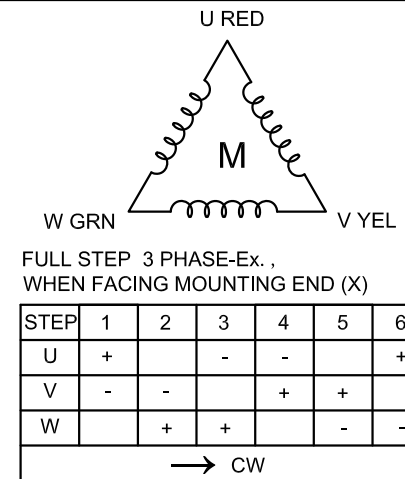 U RED
M
W GRN
V YEL
FULL STEP 3 PHASE-Ex. ,
WHEN FACING MOUNTING END (X)
STEP 1 2 3 4 5 6
U + - - +
V - - + +
W + + - -
CW